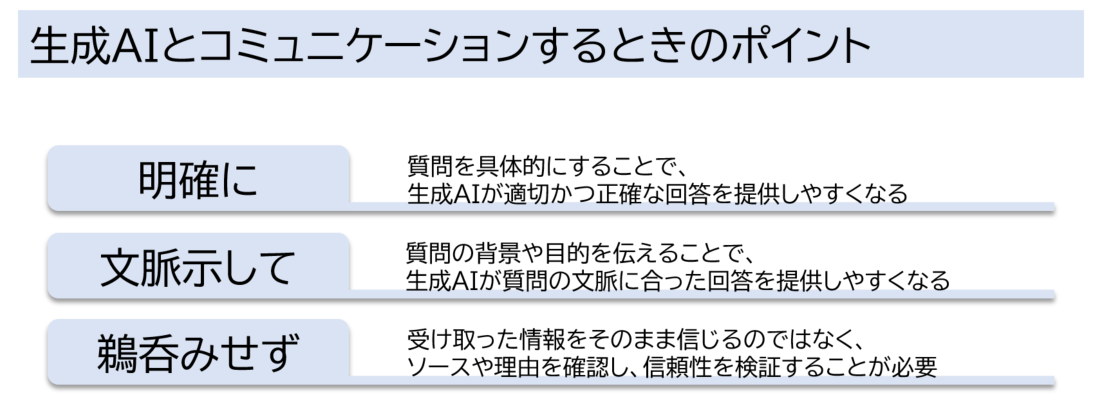 生成AIとコミュニケーションするときのポイント
明確に
質問を具体的にすることで、
生成AIが適切かつ正確な回答を提供しやすくなる
文脈示して
質問の背景や目的を伝えることで、
生成AIが質問の文脈に合った回答を提供しやすくなる
鵜呑みせず
受け取った情報をそのまま信じるのではなく、
ソースや理由を確認し、信頼性を検証することが必要